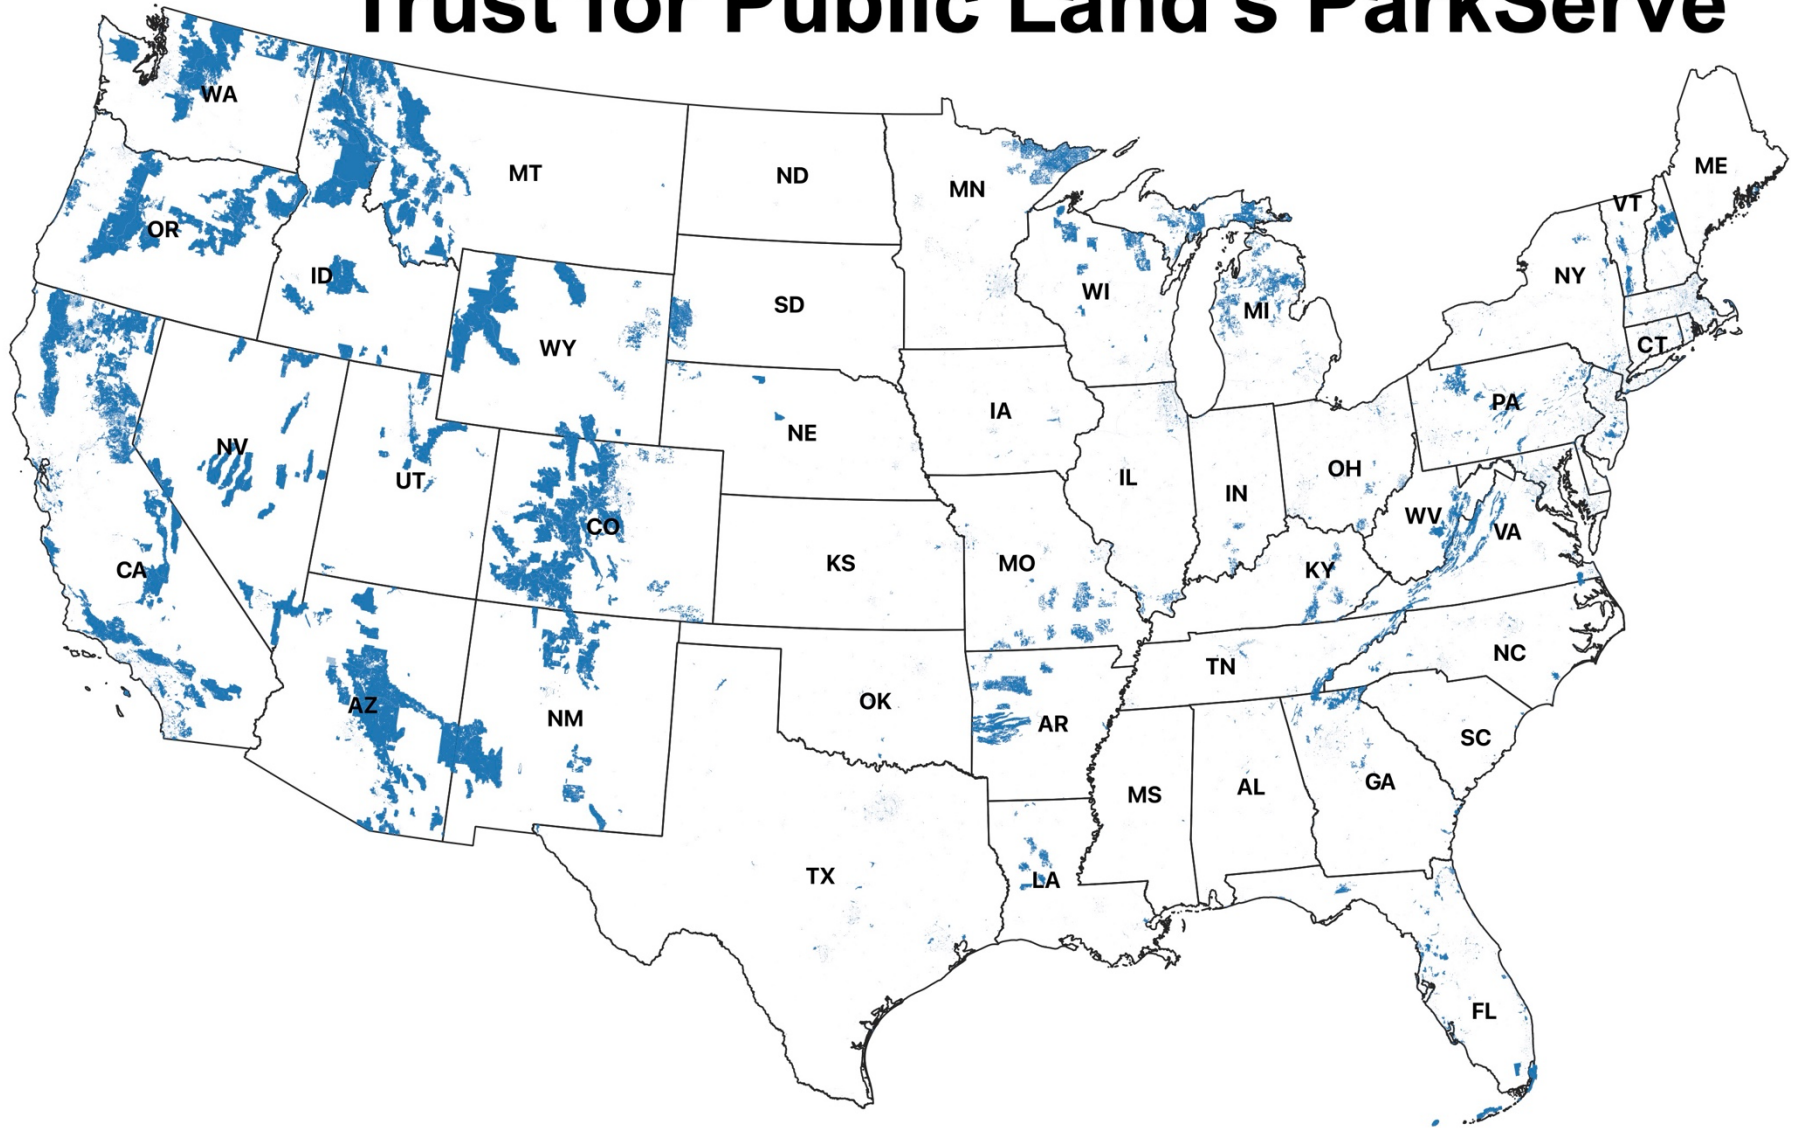 Trust for Public Land's ParkServe
WA
MT
ND
MN
ME
VT
OR
ID
SD
WI
MI
NY
WY
CT
IA
NE
PA
NV
UT
CO
IL
IN
OH
WV
VA
CA
KS
MO
KY
AZ
NM
OK
AR
TN
NC
SC
MS
AL
GA
TX
LA
FL